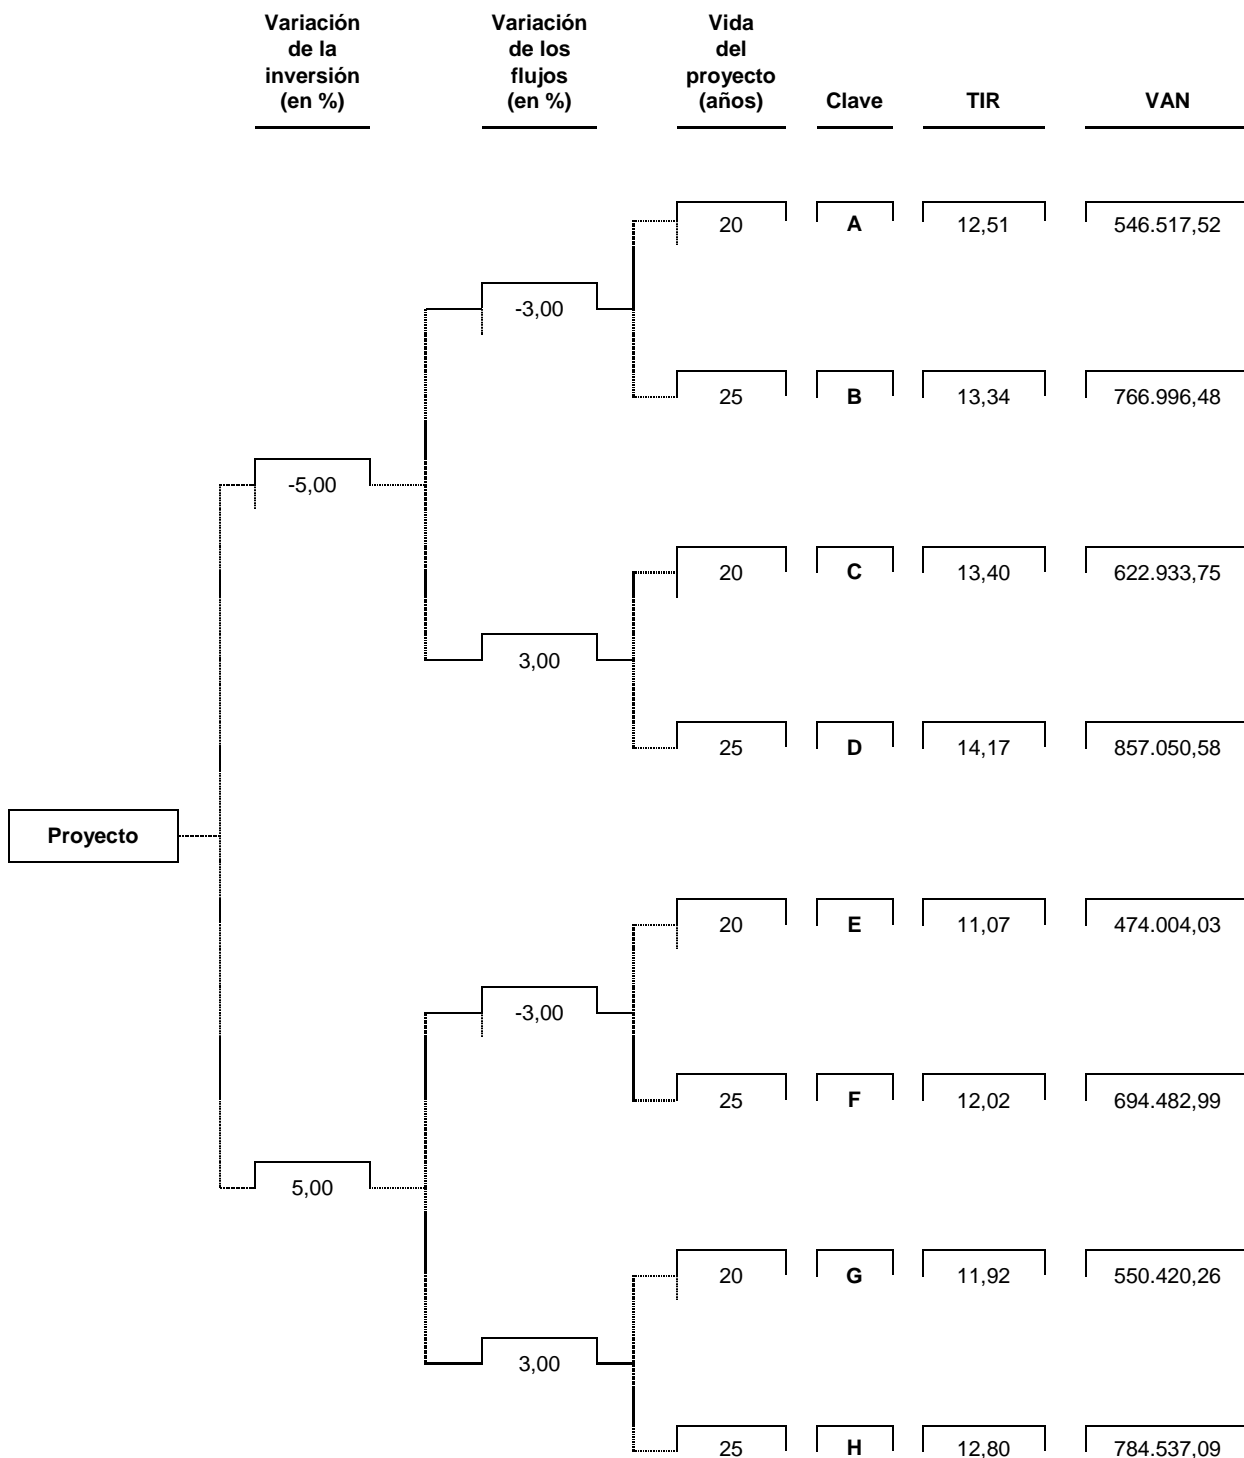 Variación
de la
inversión
(en %)
Variación
de los
flujos
(en %)
Vida
del
proyecto
(años)
Clave
TIR
VAN
20 A 12,51 546.517,52
-3,00
25 B 13,34 766.996,48
-5,00
20 C 13,40 622.933,75
3,00
25 D 14,17 857.050,58
Proyecto
20 E 11,07 474.004,03
-3,00
25 F 12,02 694.482,99
5,00
20 G 11,92 550.420,26
3,00
25 H 12,80 784.537,09